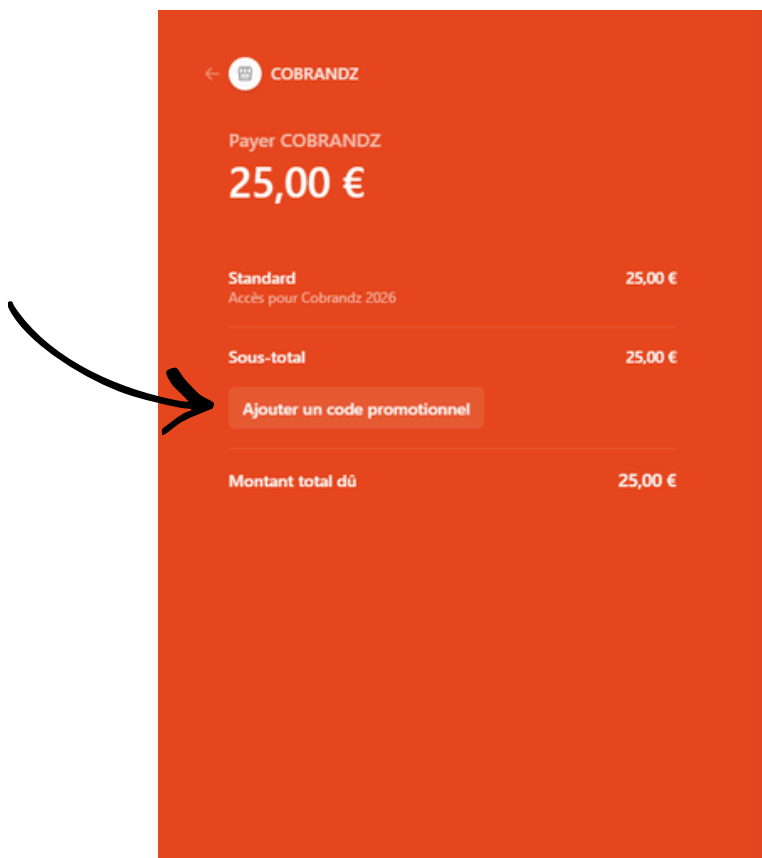 COBRANDZ
Payer COBRANDZ
25,00 €
Standard 25,00 €
Accès pour Cobrandz 2026
Sous-total 25,00 €
Ajouter un code promotionnel
Montant total dû 25,00 €